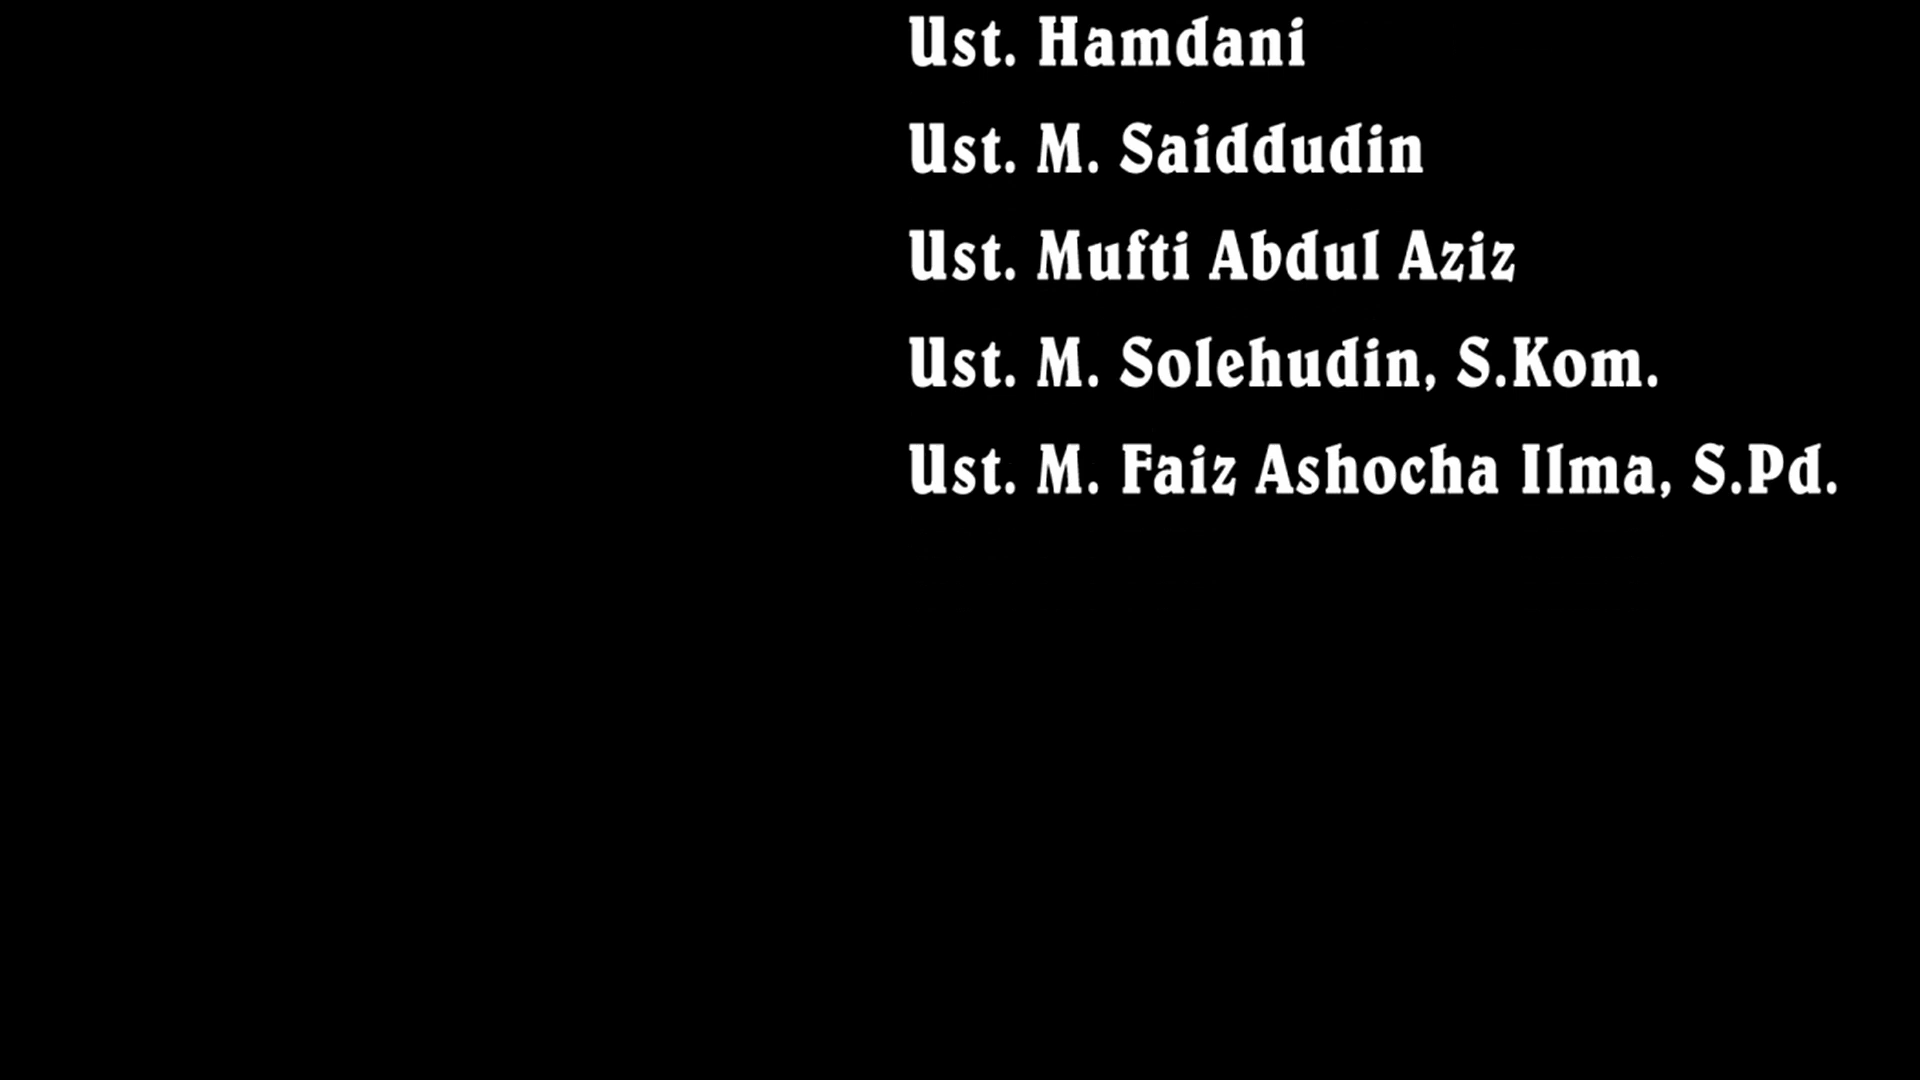 Ust. Hamdani
Ust. M. Saiddudin
Ust. Mufti Abdul Aziz
Ust. M. Solehudin, S.Kom.
Ust. M. Faiz Ashocha Ilma, S.Pd.